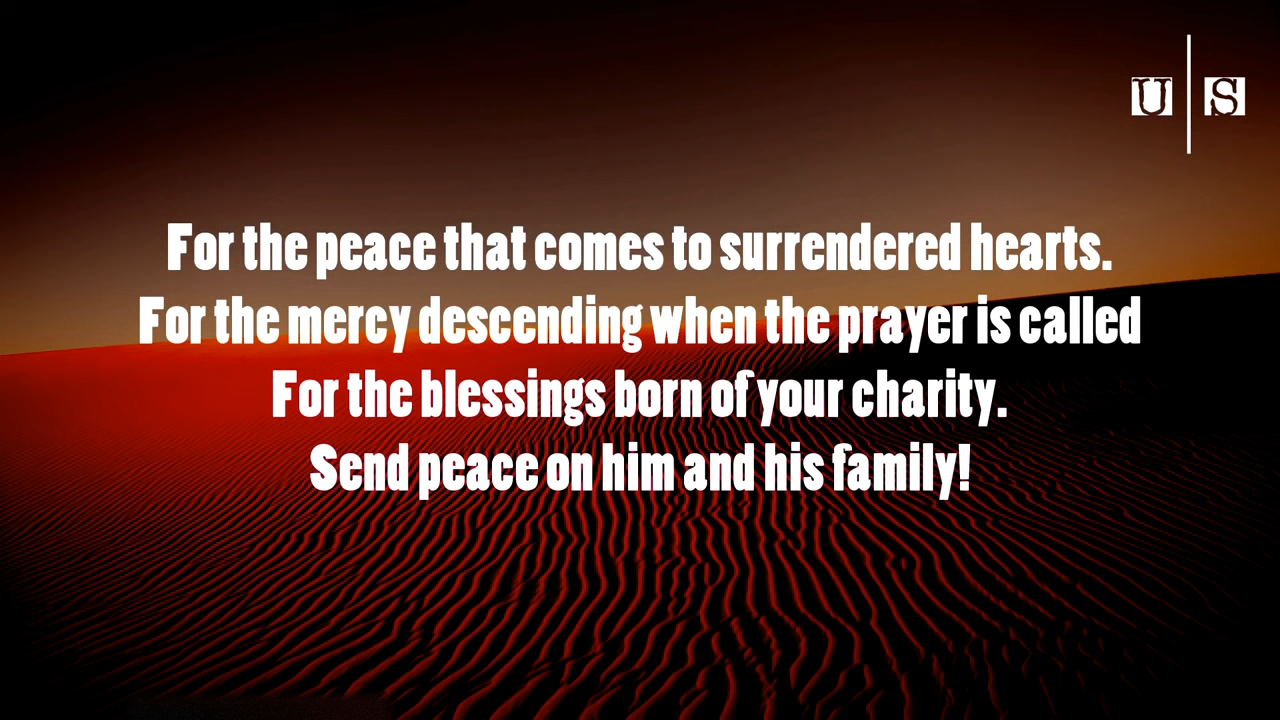 U | S
For the peace that comes to surrendered hearts.
For the mercy descending when the prayer is called
For the blessings born of your charity.
Send peace on him and his family!